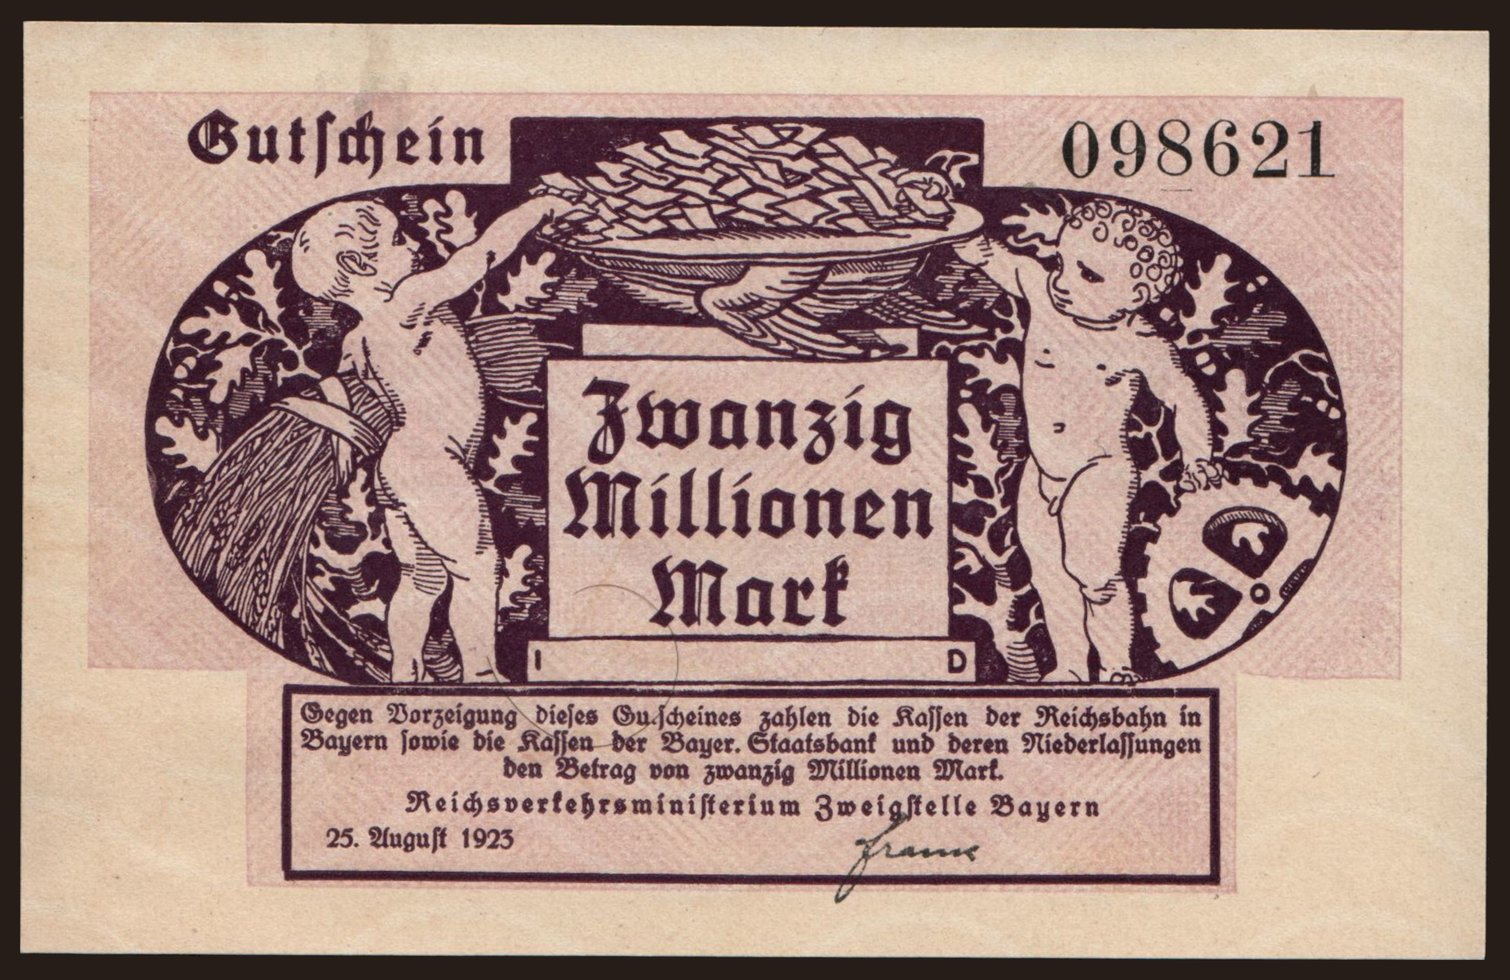 Gutschein
098621
Zwanzig
Millionen
Mark
I D
Gegen Vorzeigung dieses Gutscheines zahlen die Kassen der Reichsbahn in
Bayern sowie die Kassen der Bayer. Staatsbank und deren Niederlassungen
den Betrag von zwanzig Millionen Mark.
Reichsverkehrsministerium Zweigstelle Bayern
25. August 1923
Frank